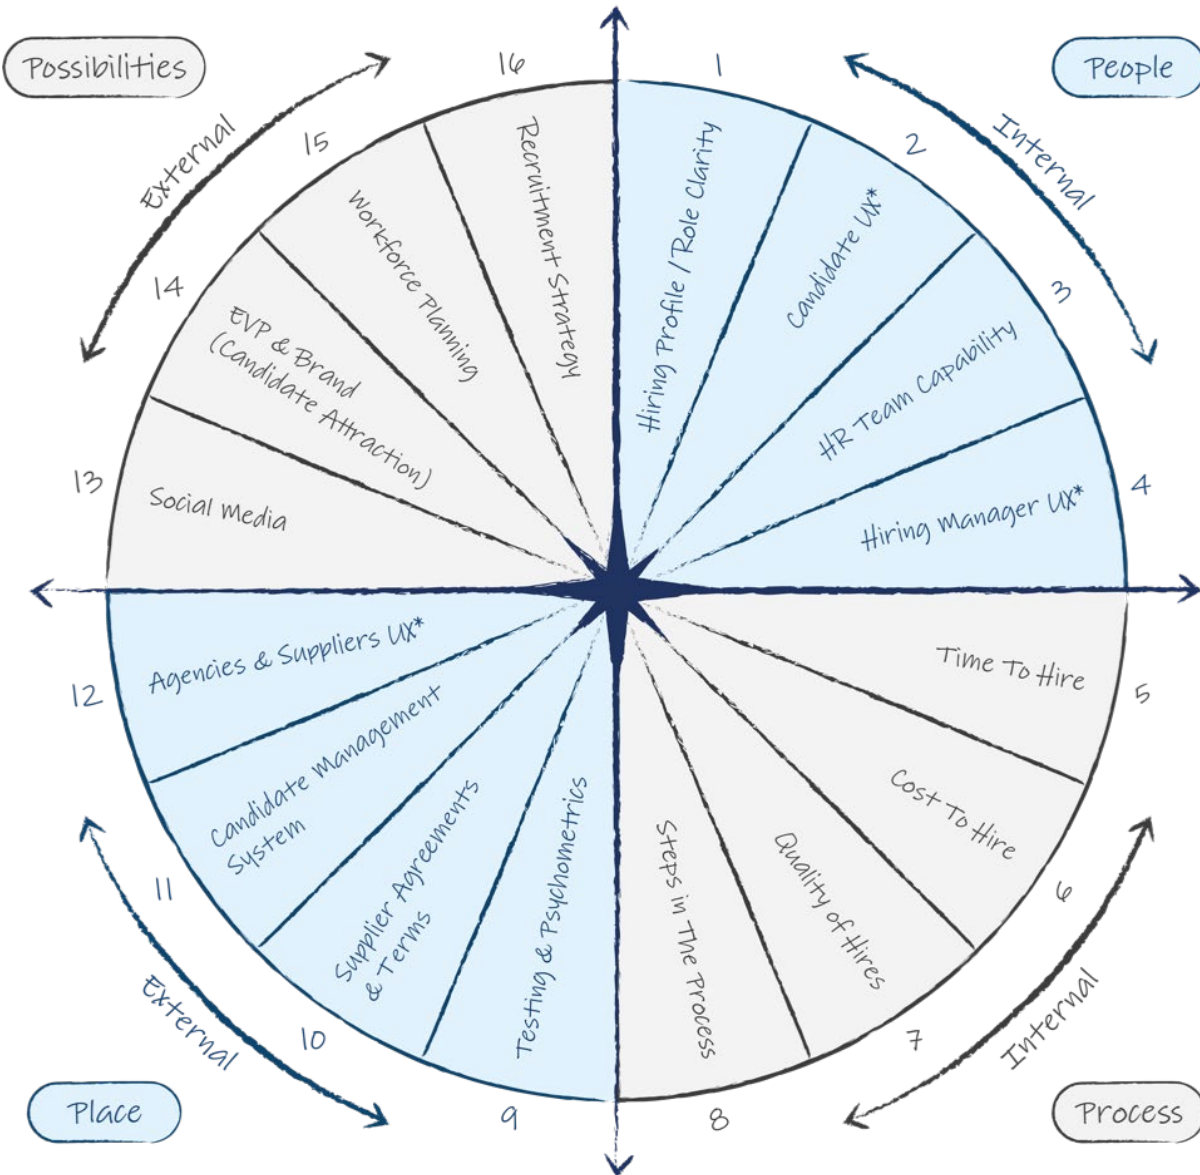 Possibilities
People
External
Internal
16
1
15
2
14
3
13
4
Recruitment Strategy
Hiring Profile / Role Clarity
Workforce Planning
Candidate UX*
EVP & Brand
(Candidate Attraction)
HR Team Capability
Social Media
Hiring Manager UX*
Agencies & Suppliers UX*
Time To Hire
12
5
Candidate Management
System
Cost To Hire
Supplier Agreements
& Terms
Quality of Hires
Testing & Psychometrics
Steps in The Process
11
6
10
7
9
8
External
Internal
Place
Process